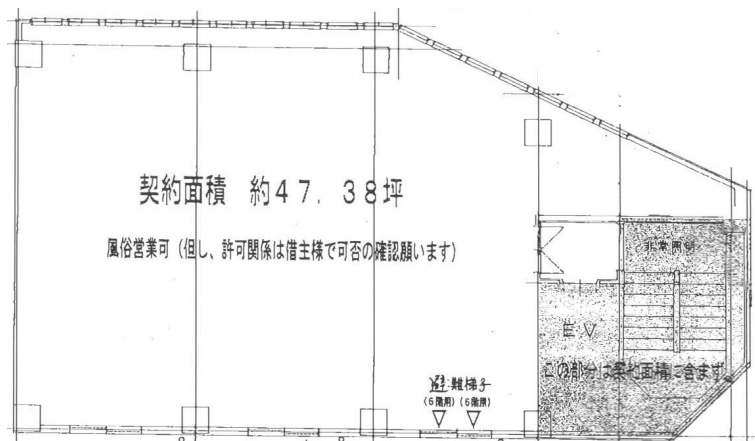 契約面積 約47.38坪
風俗営業可(但し、許可関係は借主様で可否の確認願います)
非常用
EV
この部分は契約面積に含まず
避難梯子
(6階用)(6階用)